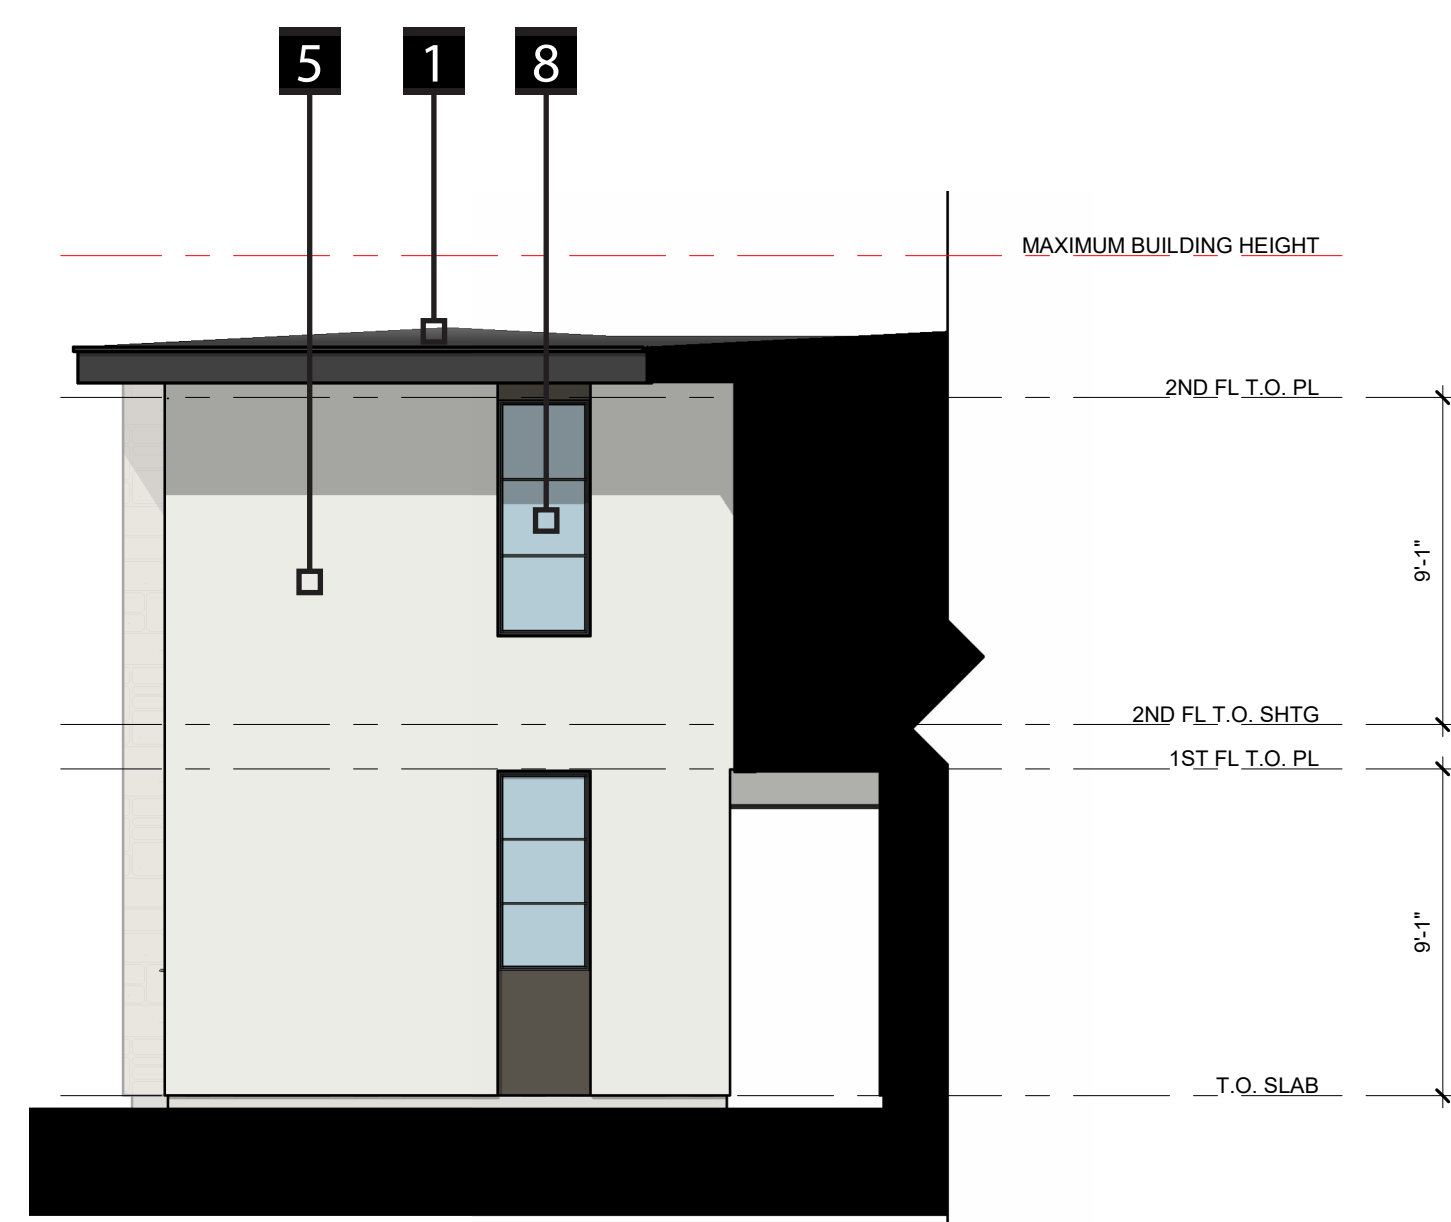 5 1 8
MAXIMUM BUILDING HEIGHT
2ND FL T.O. PL
9'-1"
2ND FL T.O. SHTG
1ST FL T.O. PL
9'-1"
T.O. SLAB